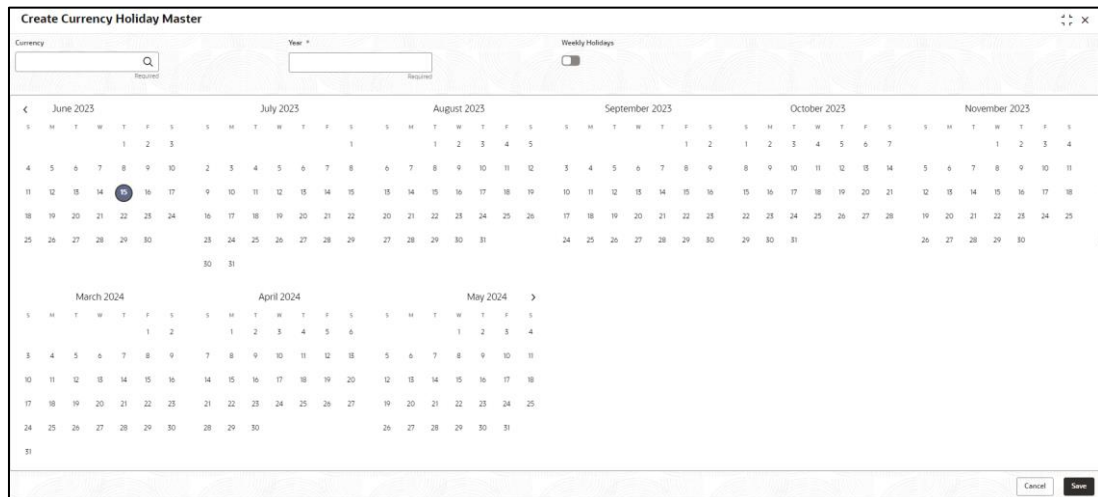 Create Currency Holiday Master
Currency Year * Weekly Holidays
Required Required
June 2023 July 2023 August 2023 September 2023 October 2023 November 2023
S M T W T F S S M T W T F S S M T W T F S S M T W T F S S M T W T F S S M T W T F S
1 2 3 1 1 2 3 4 5 1 2 1 2 3 4 5 6 7 1 2 3 4
4 5 6 7 8 9 10 2 3 4 5 6 7 8 6 7 8 9 10 11 12 3 4 5 6 7 8 9 8 9 10 11 12 13 14 5 6 7 8 9 10 11
11 12 13 14 15 16 17 9 10 11 12 13 14 15 13 14 15 16 17 18 19 10 11 12 13 14 15 16 15 16 17 18 19 20 21 12 13 14 15 16 17 18
18 19 20 21 22 23 24 16 17 18 19 20 21 22 20 21 22 23 24 25 26 17 18 19 20 21 22 23 22 23 24 25 26 27 28 19 20 21 22 23 24 25
25 26 27 28 29 30 23 24 25 26 27 28 29 27 28 29 30 31 24 25 26 27 28 29 30 29 30 31 26 27 28 29 30
30 31
March 2024 April 2024 May 2024
S M T W T F S S M T W T F S S M T W T F S
1 2 1 2 3 4 5 6 1 2 3 4
3 4 5 6 7 8 9 7 8 9 10 11 12 13 5 6 7 8 9 10 11
10 11 12 13 14 15 16 14 15 16 17 18 19 20 12 13 14 15 16 17 18
17 18 19 20 21 22 23 21 22 23 24 25 26 27 19 20 21 22 23 24 25
24 25 26 27 28 29 30 28 29 30 26 27 28 29 30 31
31
Cancel Save